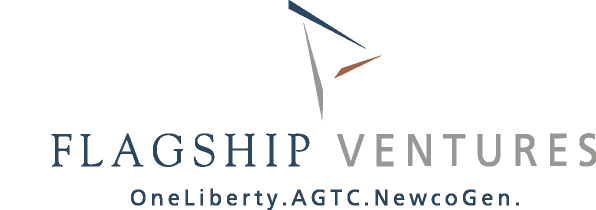 FLAGSHIP VENTURES
OneLiberty.AGTC.NewcoGen.